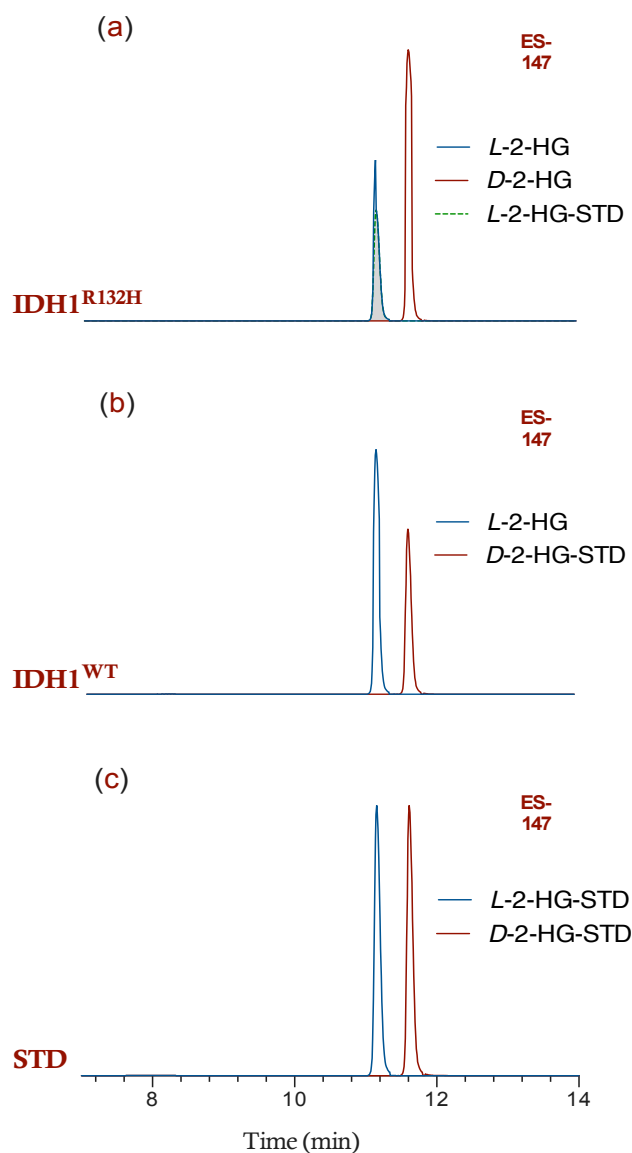 (a)
ES-
147
L-2-HG
D-2-HG
L-2-HG-STD
IDH1R132H
(b)
ES-
147
L-2-HG
D-2-HG-STD
IDH1WT
(c)
ES-
147
L-2-HG-STD
D-2-HG-STD
STD
8 10 12 14
Time (min)